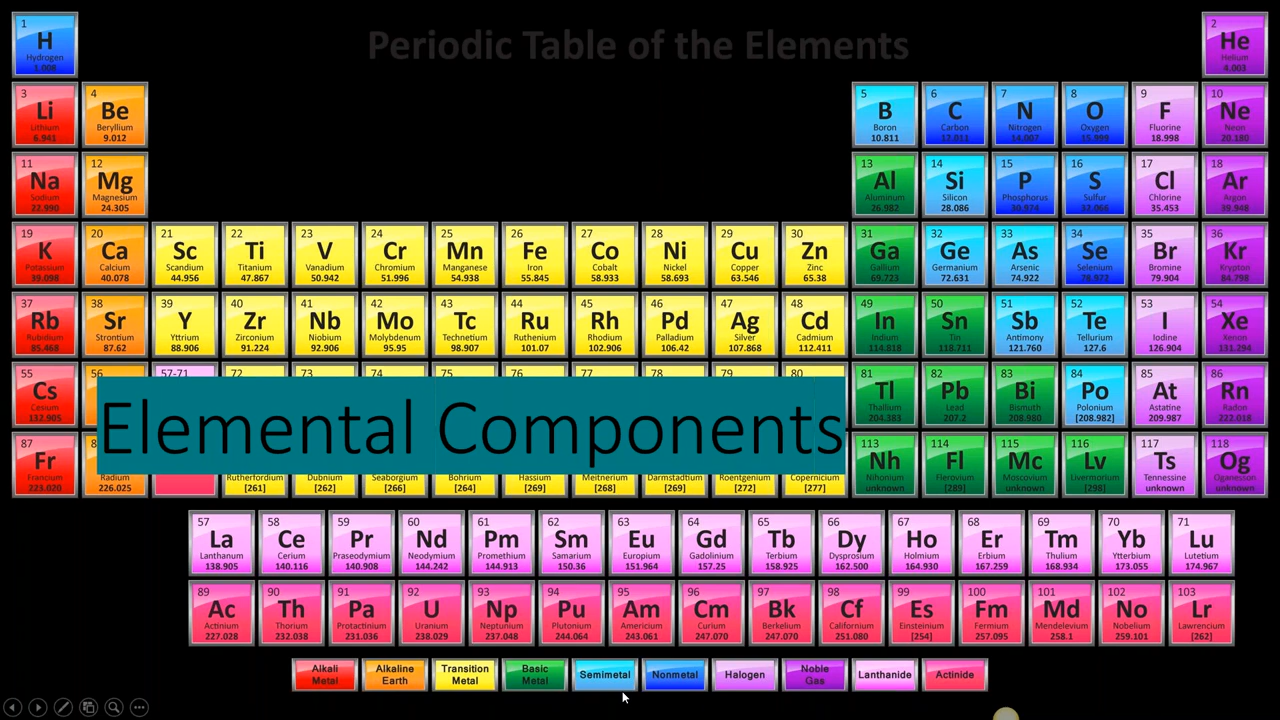 Periodic Table of the Elements
1 2
H He
Hydrogen Helium
1.008 4.003
3 4 5 6 7 8 9 10
Li Be B C N O F Ne
Lithium Beryllium Boron Carbon Nitrogen Oxygen Fluorine Neon
6.941 9.012 10.811 12.011 14.007 15.999 18.998 20.180
11 12 13 14 15 16 17 18
Na Mg Al Si P S Cl Ar
Sodium Magnesium Aluminum Silicon Phosphorus Sulfur Chlorine Argon
22.990 24.305 26.982 28.086 30.974 32.066 35.453 39.948
19 20 21 22 23 24 25 26 27 28 29 30 31 32 33 34 35 36
K Ca Sc Ti V Cr Mn Fe Co Ni Cu Zn Ga Ge As Se Br Kr
Potassium Calcium Scandium Titanium Vanadium Chromium Manganese Iron Cobalt Nickel Copper Zinc Gallium Germanium Arsenic Selenium Bromine Krypton
39.098 40.078 44.956 47.867 50.942 51.996 54.938 55.845 58.933 58.693 63.546 65.38 69.723 72.631 74.922 78.972 79.904 84.798
37 38 39 40 41 42 43 44 45 46 47 48 49 50 51 52 53 54
Rb Sr Y Zr Nb Mo Tc Ru Rh Pd Ag Cd In Sn Sb Te I Xe
Rubidium Strontium Yttrium Zirconium Niobium Molybdenum Technetium Ruthenium Rhodium Palladium Silver Cadmium Indium Tin Antimony Tellurium Iodine Xenon
85.468 87.62 88.906 91.224 92.906 95.95 98.907 101.07 102.906 106.42 107.868 112.411 114.818 118.711 121.760 127.6 126.904 131.294
55 56 57-71 72 73 74 75 76 77 78 79 80 81 82 83 84 85 86
Cs Tl Pb Bi Po At Rn
Cesium Thallium Lead Bismuth Polonium Astatine Radon
132.905 204.383 207.2 208.980 [208.982] 209.987 222.018
Elemental Components
87 113 114 115 116 117 118
Fr Nh Fl Mc Lv Ts Og
Francium Radium Rutherfordium Dubnium Seaborgium Bohrium Hassium Meitnerium Darmstadtium Roentgenium Copernicium Nihonium Flerovium Moscovium Livermorium Tennessine Oganesson
223.020 226.025 [261] [262] [266] [264] [269] [268] [269] [272] [277] unknown [289] unknown [298] unknown unknown
57 58 59 60 61 62 63 64 65 66 67 68 69 70 71
La Ce Pr Nd Pm Sm Eu Gd Tb Dy Ho Er Tm Yb Lu
Lanthanum Cerium Praseodymium Neodymium Promethium Samarium Europium Gadolinium Terbium Dysprosium Holmium Erbium Thulium Ytterbium Lutetium
138.905 140.116 140.908 144.242 144.913 150.36 151.964 157.25 158.925 162.500 164.930 167.259 168.934 173.055 174.967
89 90 91 92 93 94 95 96 97 98 99 100 101 102 103
Ac Th Pa U Np Pu Am Cm Bk Cf Es Fm Md No Lr
Actinium Thorium Protactinium Uranium Neptunium Plutonium Americium Curium Berkelium Californium Einsteinium Fermium Mendelevium Nobelium Lawrencium
227.028 232.038 231.036 238.029 237.048 244.064 243.061 247.070 247.070 251.080 [254] 257.095 258.1 259.101 [262]
Alkali Alkaline Transition Basic Semimetal Nonmetal Halogen Noble Lanthanide Actinide
Metal Earth Metal Metal Gas